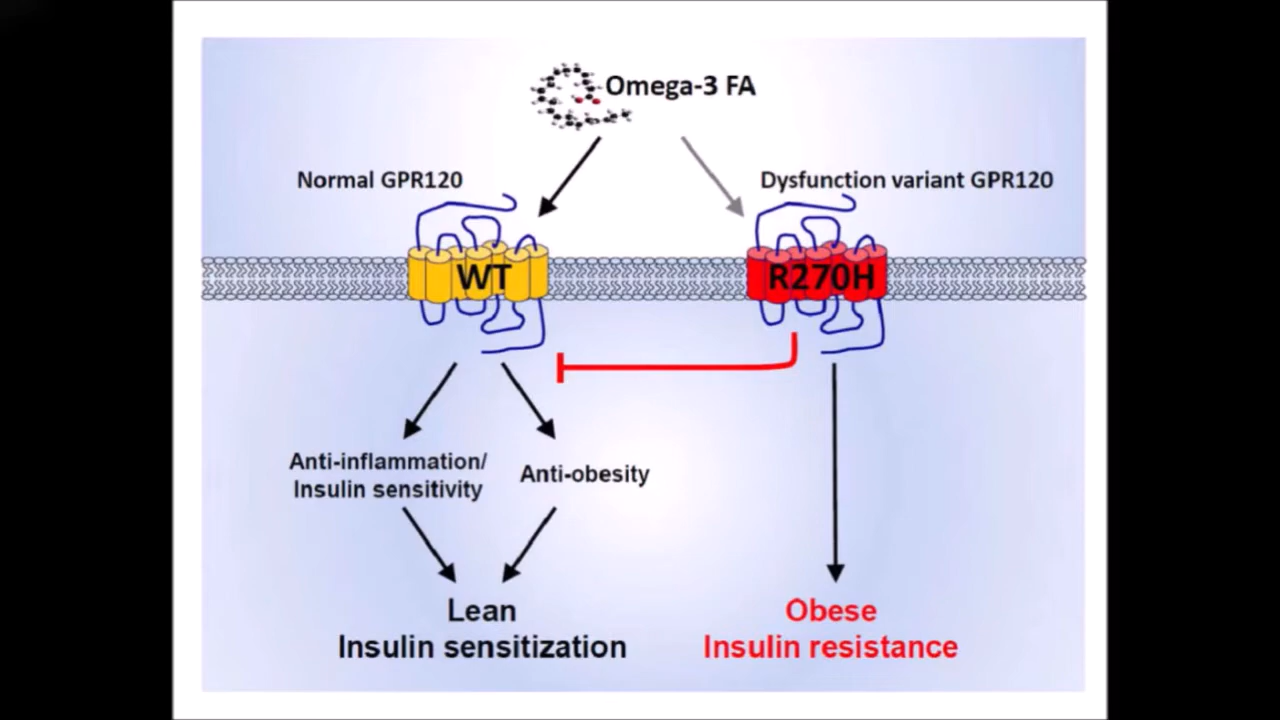 Omega-3 FA
Normal GPR120
Dysfunction variant GPR120
WT
R270H
Anti-inflammation/
Insulin sensitivity
Anti-obesity
Lean
Insulin sensitization
Obese
Insulin resistance